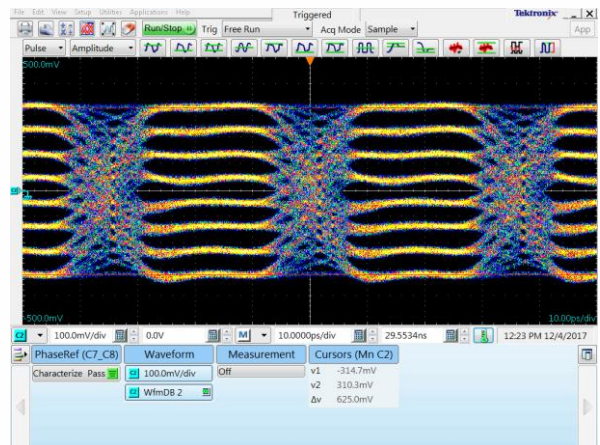 File Edit View Setup Utilities Applications Help Triggered Tektronix
Run/Stop Trig Free Run Acq Mode Sample App
Pulse Amplitude
500.0mV
-500.0mV 10.00ps/div
C2 100.0mV/div 0.0V M 10.0000ps/div 29.5534ns 12:23 PM 12/4/2017
PhaseRef (C7_C8) Waveform Measurement Cursors (Mn C2)
Characterize Pass C2 100.0mV/div Off v1 -314.7mV
C2 WfmDB 2 v2 310.3mV
Δv 625.0mV